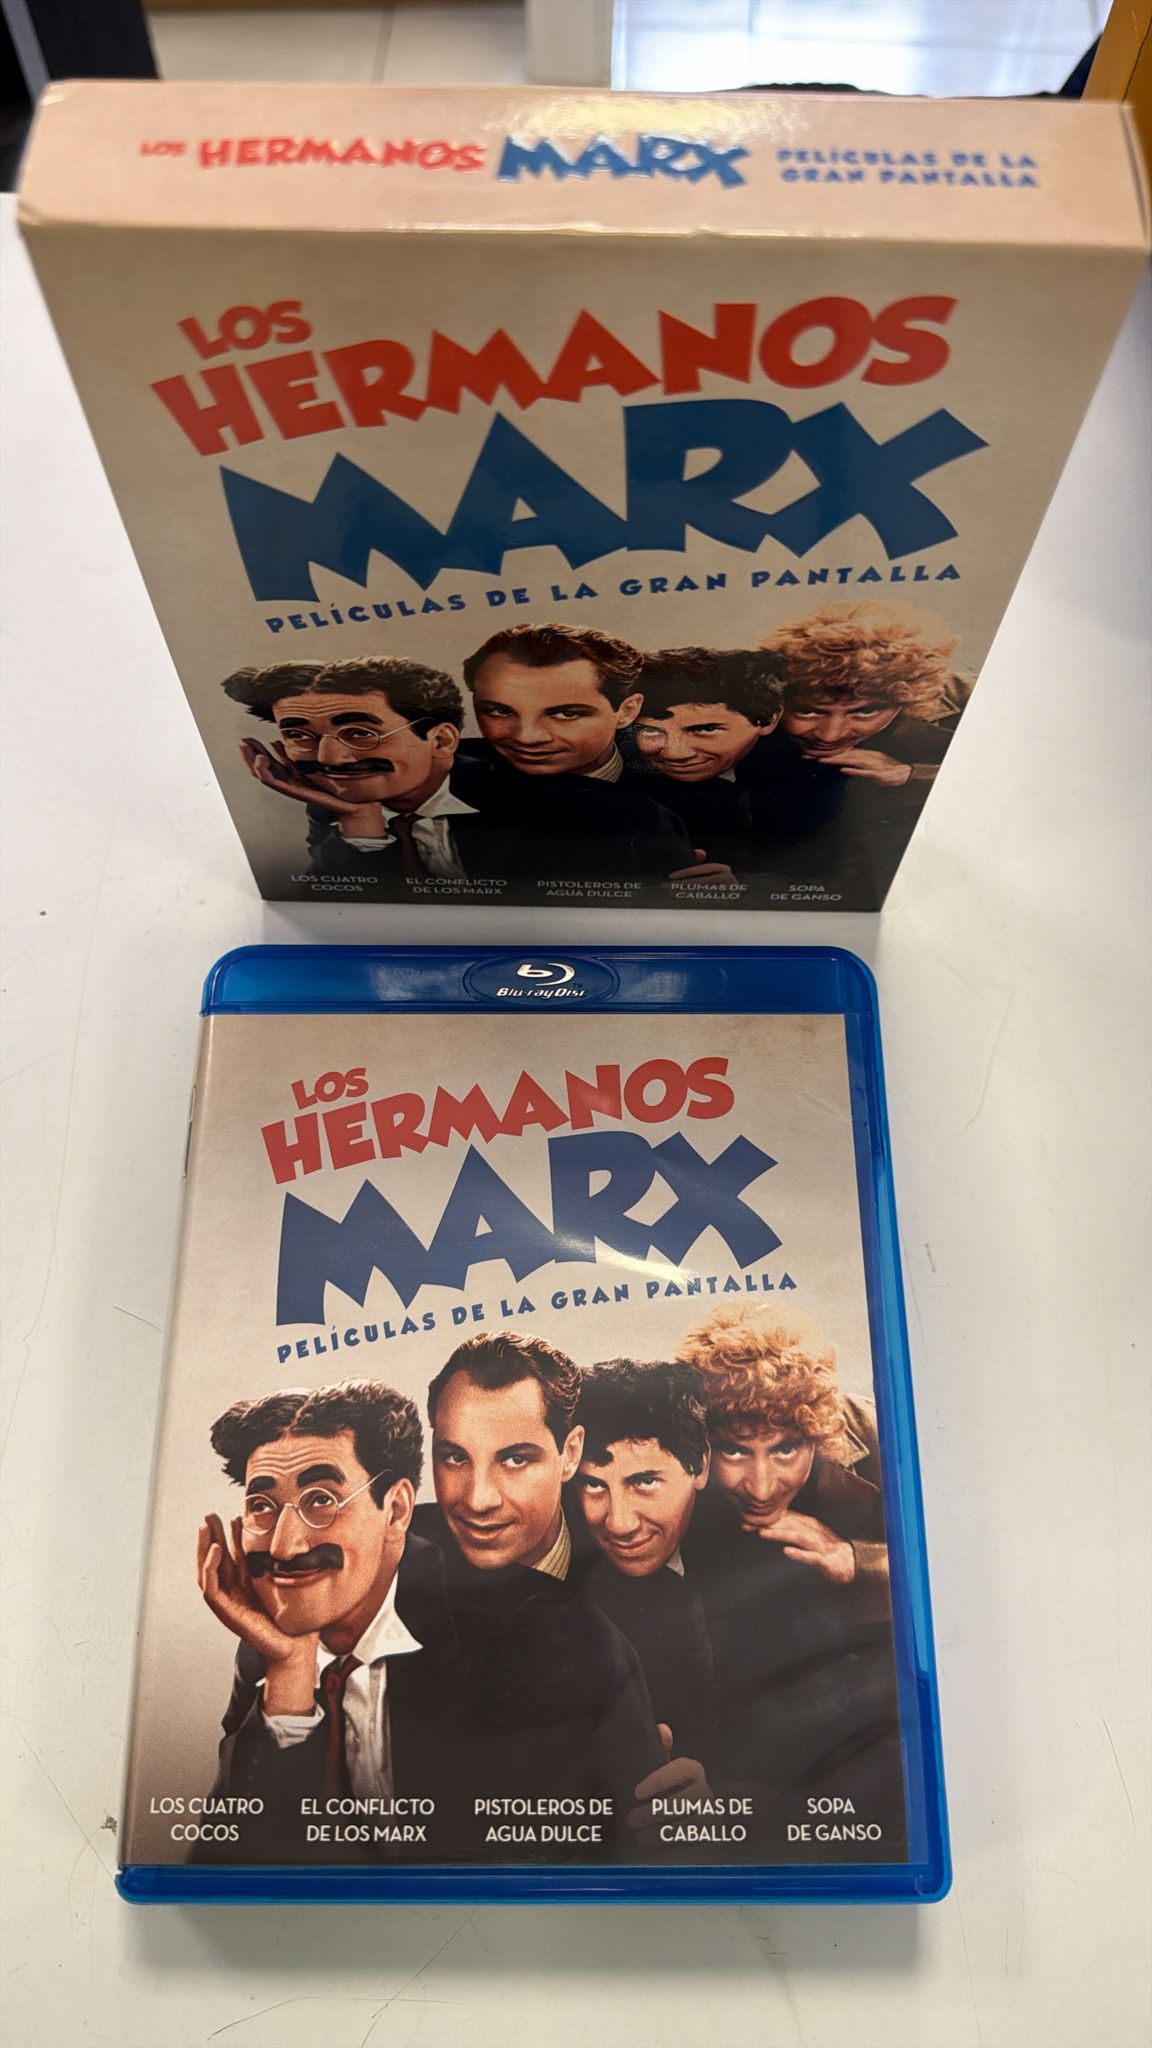 LOS HERMANOS MARX PELÍCULAS DE LA
GRAN PANTALLA
LOS
HERMANOS
MARX
PELÍCULAS DE LA GRAN PANTALLA
LOS CUATRO
COCOS
EL CONFLICTO
DE LOS MARX
PISTOLEROS DE
AGUA DULCE
PLUMAS DE
CABALLO
SOPA
DE GANSO
Blu-ray Disc TM
LOS
HERMANOS
MARX
PELÍCULAS DE LA GRAN PANTALLA
LOS CUATRO
COCOS
EL CONFLICTO
DE LOS MARX
PISTOLEROS DE
AGUA DULCE
PLUMAS DE
CABALLO
SOPA
DE GANSO